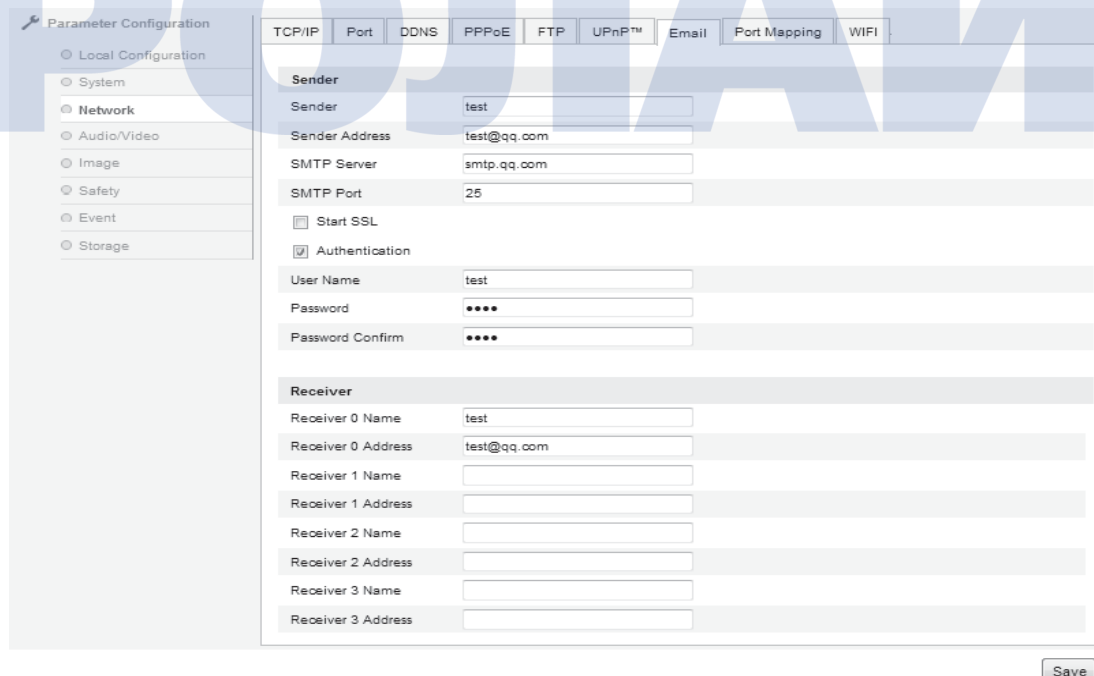 POJIAN
Parameter Configuration
Local Configuration
System
Network
Audio/Video
Image
Safety
Event
Storage
TCP/IP Port DDNS PPPoE FTP UPnP™ Email Port Mapping WIFI
Sender
Sender test
Sender Address test@qq.com
SMTP Server smtp.qq.com
SMTP Port 25
Start SSL
Authentication
User Name test
Password ••••
Password Confirm ••••
Receiver
Receiver 0 Name test
Receiver 0 Address test@qq.com
Receiver 1 Name
Receiver 1 Address
Receiver 2 Name
Receiver 2 Address
Receiver 3 Name
Receiver 3 Address
Save